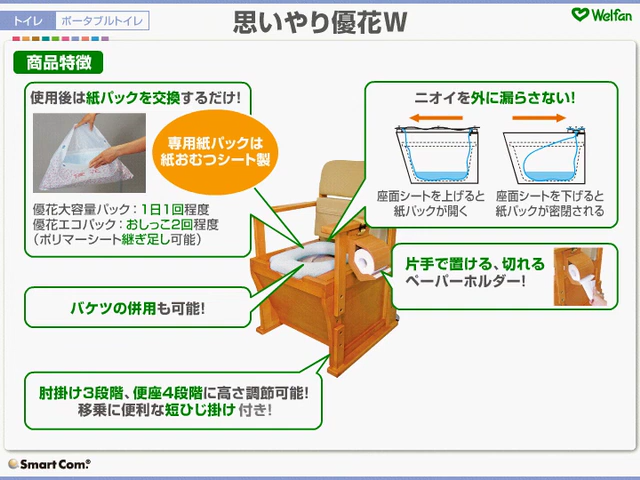 トイレ ポータブルトイレ
思いやり優花W
Welfan
商品特徴
使用後は紙パックを交換するだけ!
専用紙パックは
紙おむつシート製
優花大容量パック：1日1回程度
優花エコパック：おしっこ2回程度
（ポリマーシート継ぎ足し可能）
ニオイを外に漏らさない!
座面シートを上げると
紙パックが開く
座面シートを下げると
紙パックが密閉される
片手で置ける、切れる
ペーパーホルダー!
バケツの併用も可能!
肘掛け3段階、便座4段階に高さ調節可能!
移乗に便利な短ひじ掛け付き!
Smart Com.®